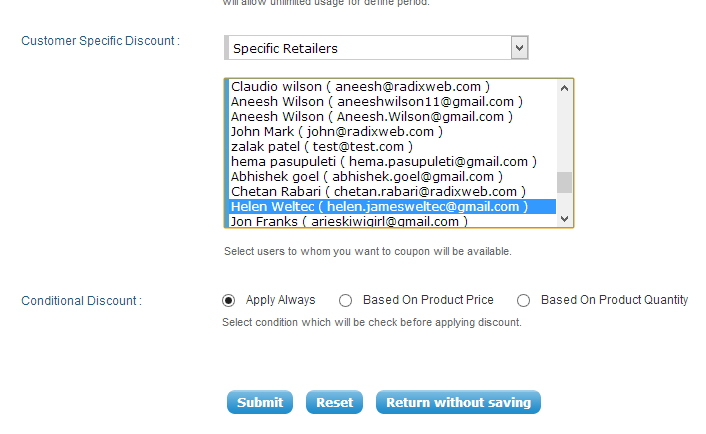 will allow unlimited usage for define period.
Customer Specific Discount :
Specific Retailers
Claudio wilson ( aneesh@radixweb.com )
Aneesh Wilson ( aneeshwilson11@gmail.com )
Aneesh Wilson ( Aneesh.Wilson@gmail.com )
John Mark ( john@radixweb.com )
zalak patel ( test@test.com )
hema pasupuleti ( hema.pasupuleti@gmail.com )
Abhishek goel ( abhishek.goel@gmail.com )
Chetan Rabari ( chetan.rabari@radixweb.com )
Helen Weltec ( helen.jamesweltec@gmail.com )
Jon Franks ( arieskiwigirl@gmail.com )
Select users to whom you want to coupon will be available.
Conditional Discount :
Apply Always Based On Product Price Based On Product Quantity
Select condition which will be check before applying discount.
Submit Reset Return without saving